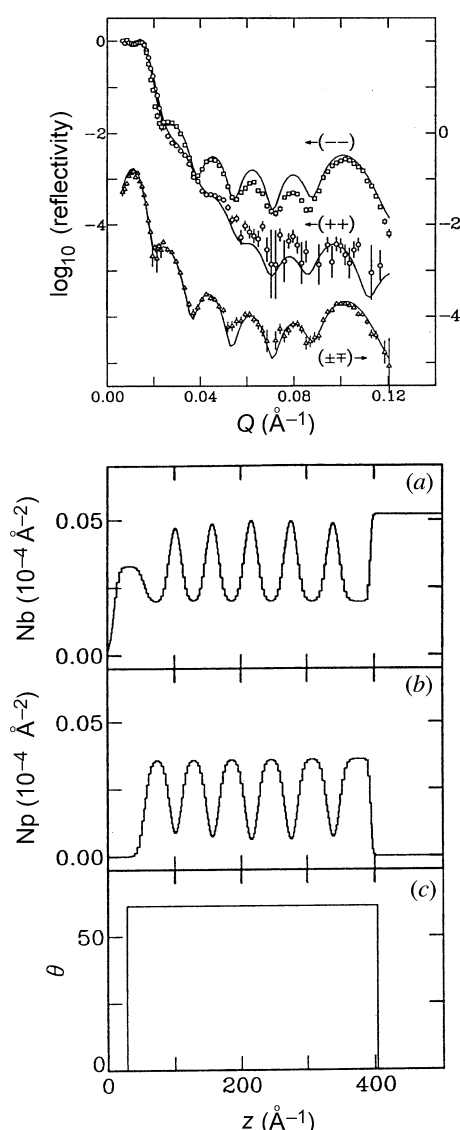 0
−2
−4
log₁₀ (reflectivity)
0
−2
−4
←(−−)
←(++)
(±∓)→
0.00
0.04
0.08
0.12
Q (Å⁻¹)
(a)
0.05
0.00
Nb (10⁻⁴ Å⁻²)
(b)
0.05
0.00
Np (10⁻⁴ Å⁻²)
(c)
50
0
θ
0
200
400
z (Å⁻¹)